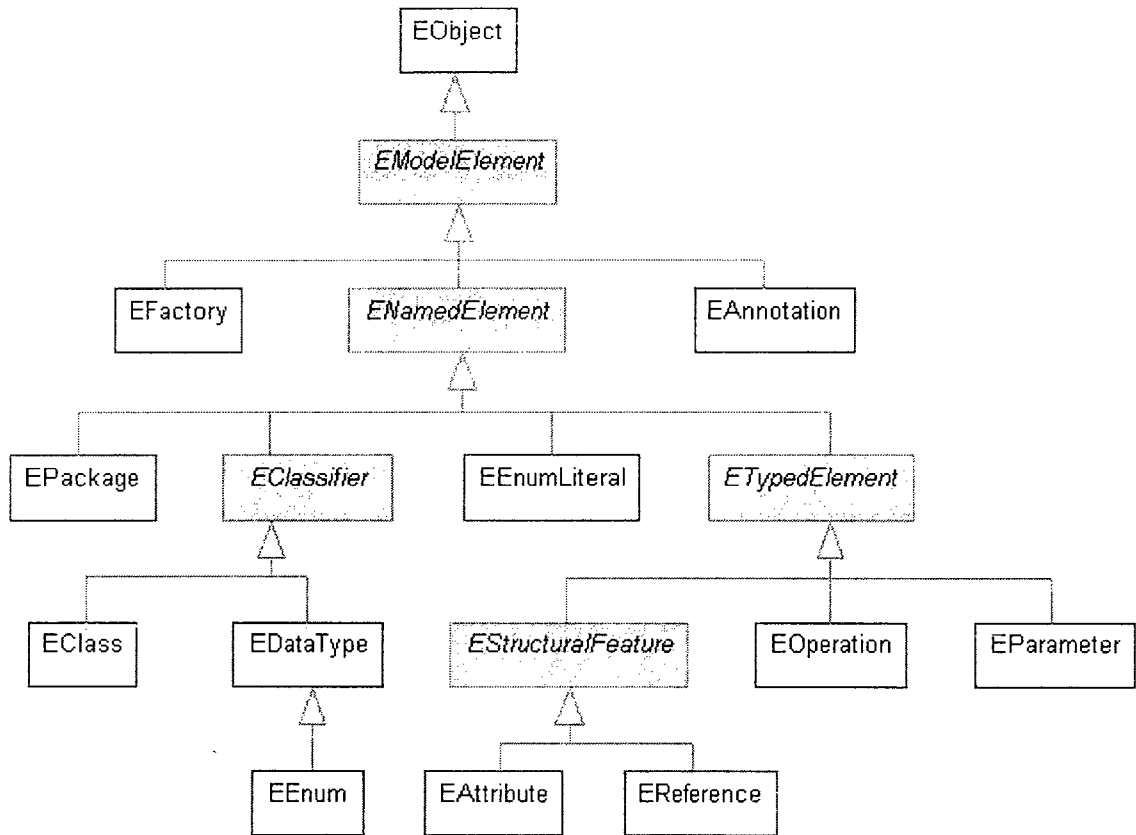 EObject
EModelElement
EFactory
ENamedElement
EAnnotation
EPackage
EClassifier
EEnumLiteral
ETypedElement
EClass
EDataType
EStructuralFeature
EOperation
EParameter
EEnum
EAttribute
EReference